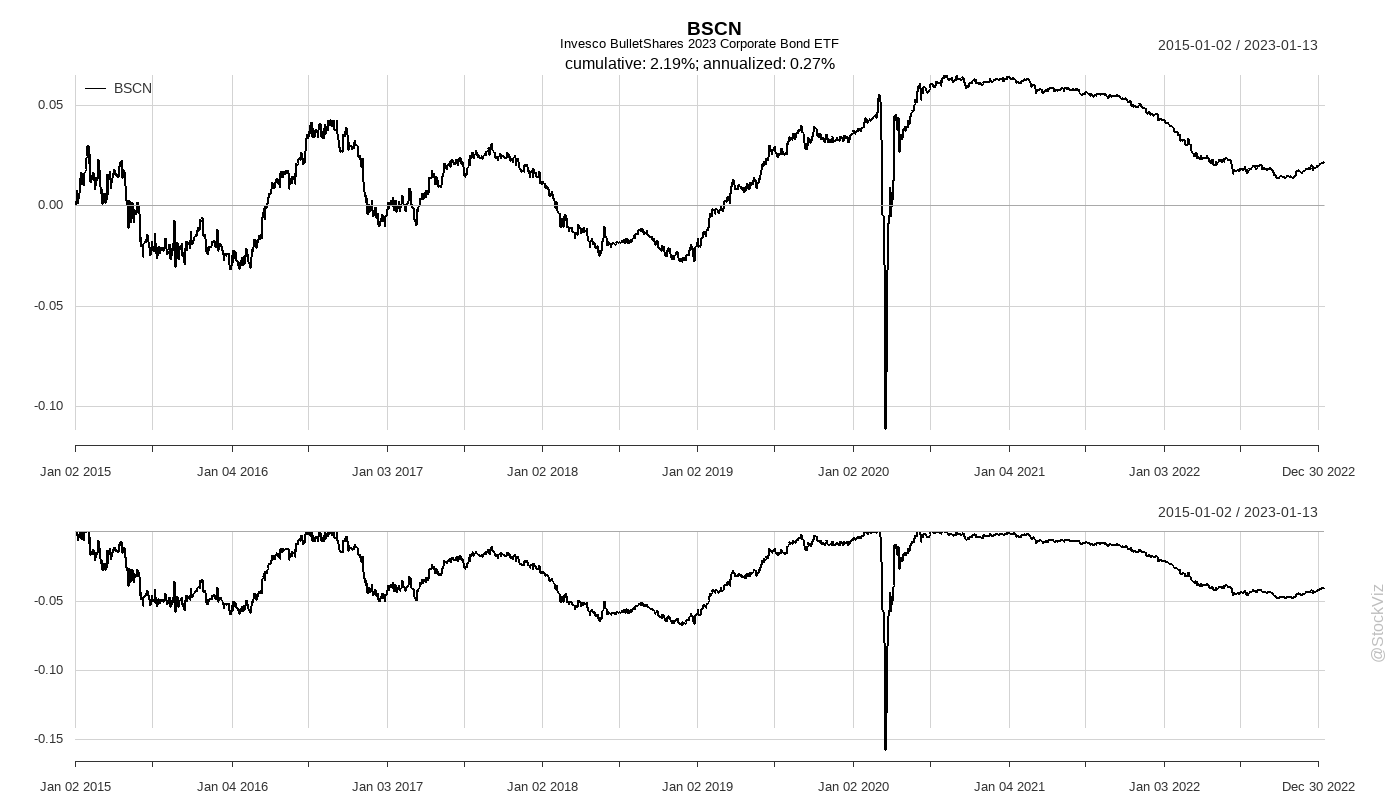 BSCN
Invesco BulletShares 2023 Corporate Bond ETF
cumulative: 2.19%; annualized: 0.27%
2015-01-02 / 2023-01-13
BSCN
0.05
0.00
-0.05
-0.10
Jan 02 2015 Jan 04 2016 Jan 03 2017 Jan 02 2018 Jan 02 2019 Jan 02 2020 Jan 04 2021 Jan 03 2022 Dec 30 2022
2015-01-02 / 2023-01-13
-0.05
-0.10
-0.15
Jan 02 2015 Jan 04 2016 Jan 03 2017 Jan 02 2018 Jan 02 2019 Jan 02 2020 Jan 04 2021 Jan 03 2022 Dec 30 2022
@StockViz